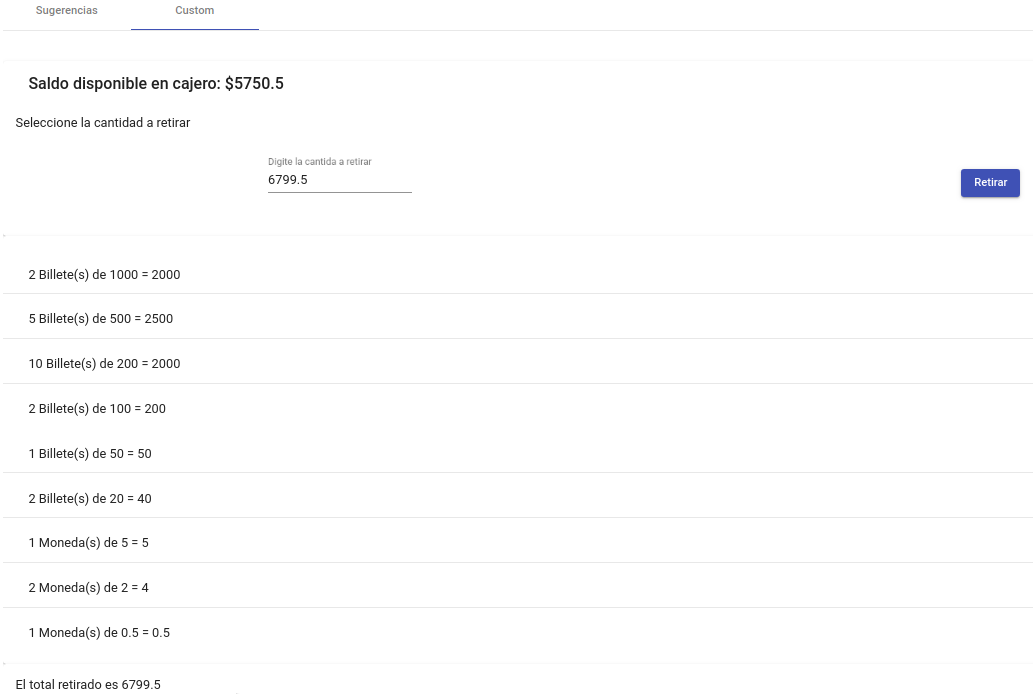 Sugerencias Custom
Saldo disponible en cajero: $5750.5
Seleccione la cantidad a retirar
Digite la cantida a retirar
6799.5
Retirar
2 Billete(s) de 1000 = 2000
5 Billete(s) de 500 = 2500
10 Billete(s) de 200 = 2000
2 Billete(s) de 100 = 200
1 Billete(s) de 50 = 50
2 Billete(s) de 20 = 40
1 Moneda(s) de 5 = 5
2 Moneda(s) de 2 = 4
1 Moneda(s) de 0.5 = 0.5
El total retirado es 6799.5